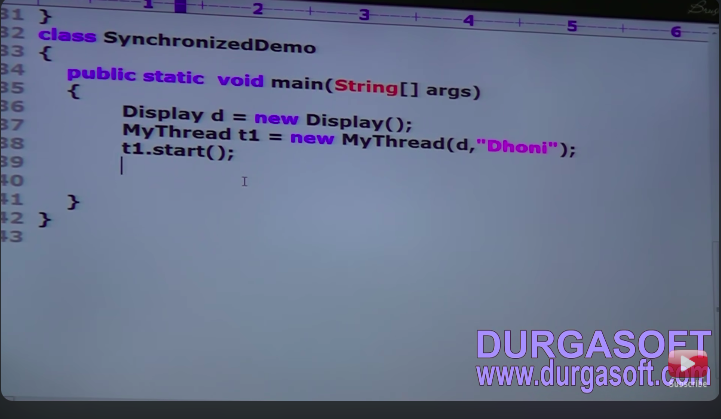 1 2 3 4 5 6
31 }
32 class SynchronizedDemo
33 {
34 public static void main(String[] args)
35 {
36 Display d = new Display();
37 MyThread t1 = new MyThread(d,"Dhoni");
38 t1.start();
39
40
41 }
42 }
43
DURGASOFT
www.durgasoft.com
Subscribe